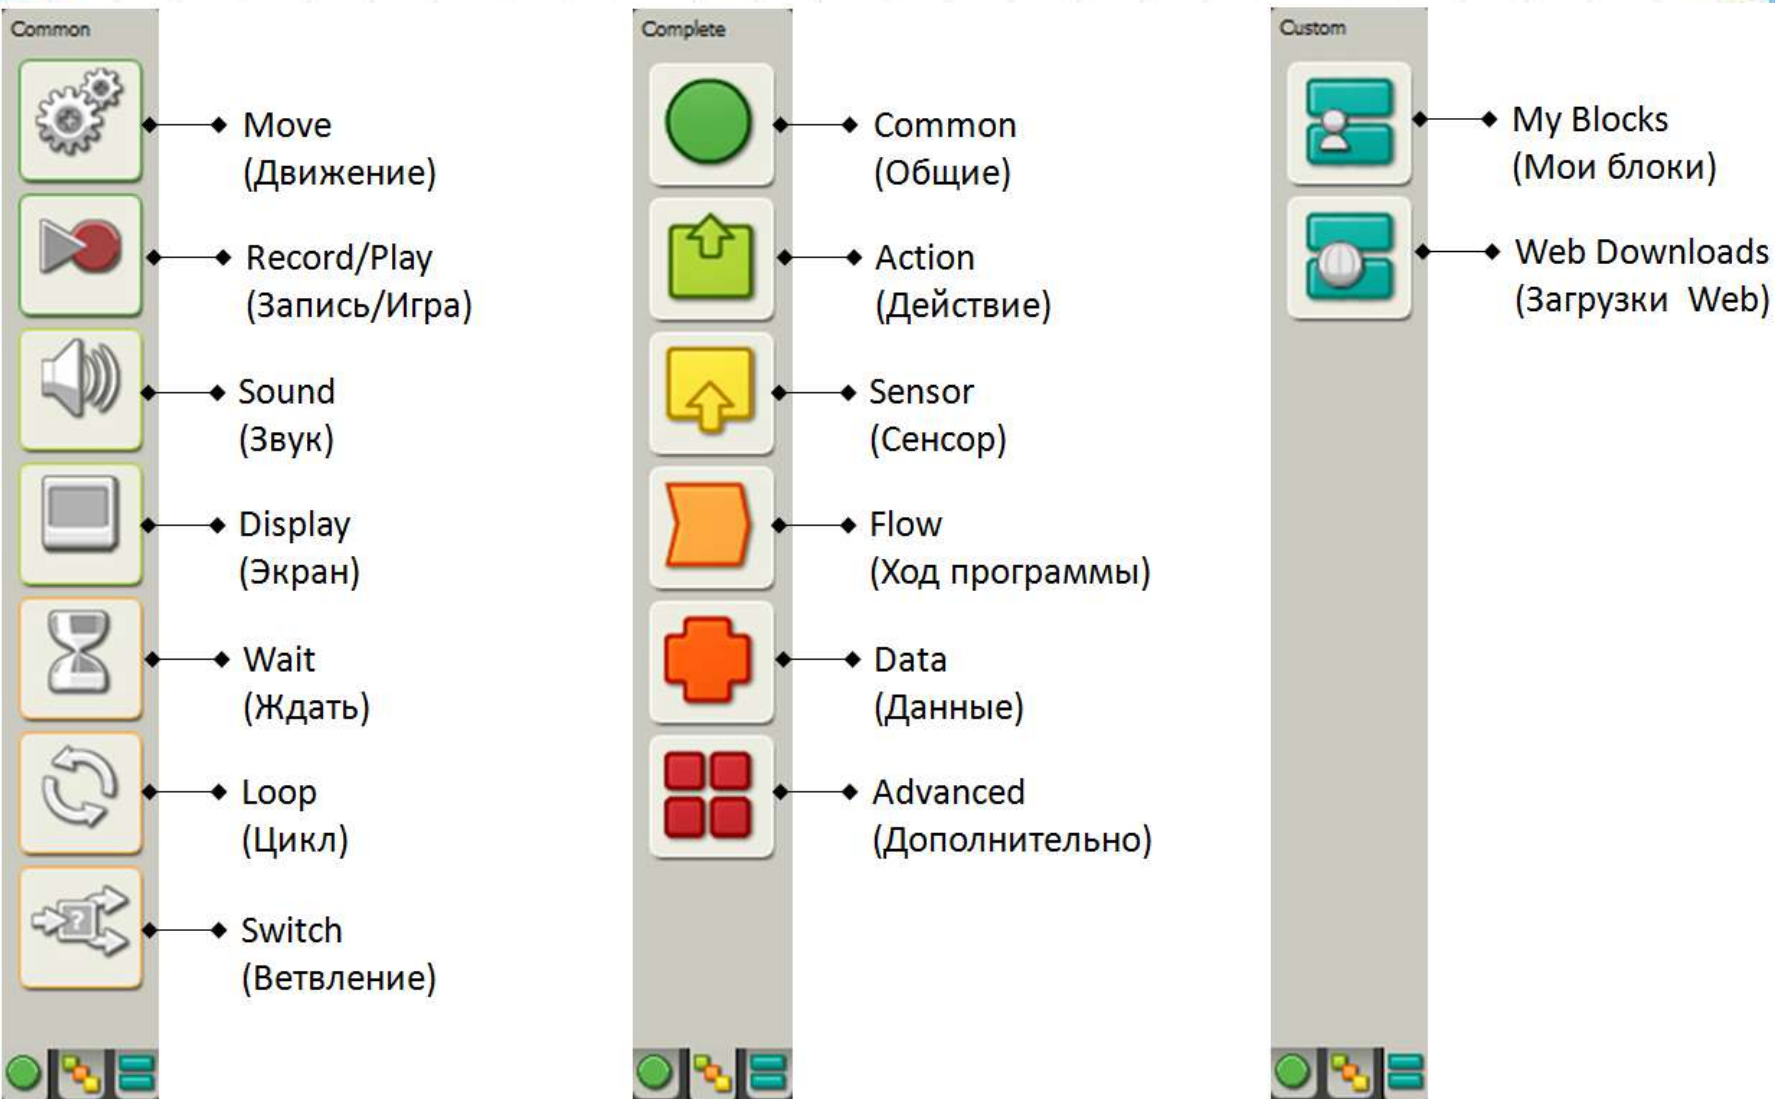 Common
Move
(Движение)
Record/Play
(Запись/Игра)
Sound
(Звук)
Display
(Экран)
Wait
(Ждать)
Loop
(Цикл)
?
Switch
(Ветвление)
Complete
Common
(Общие)
Action
(Действие)
Sensor
(Сенсор)
Flow
(Ход программы)
Data
(Данные)
Advanced
(Дополнительно)
Custom
My Blocks
(Мои блоки)
Web Downloads
(Загрузки Web)